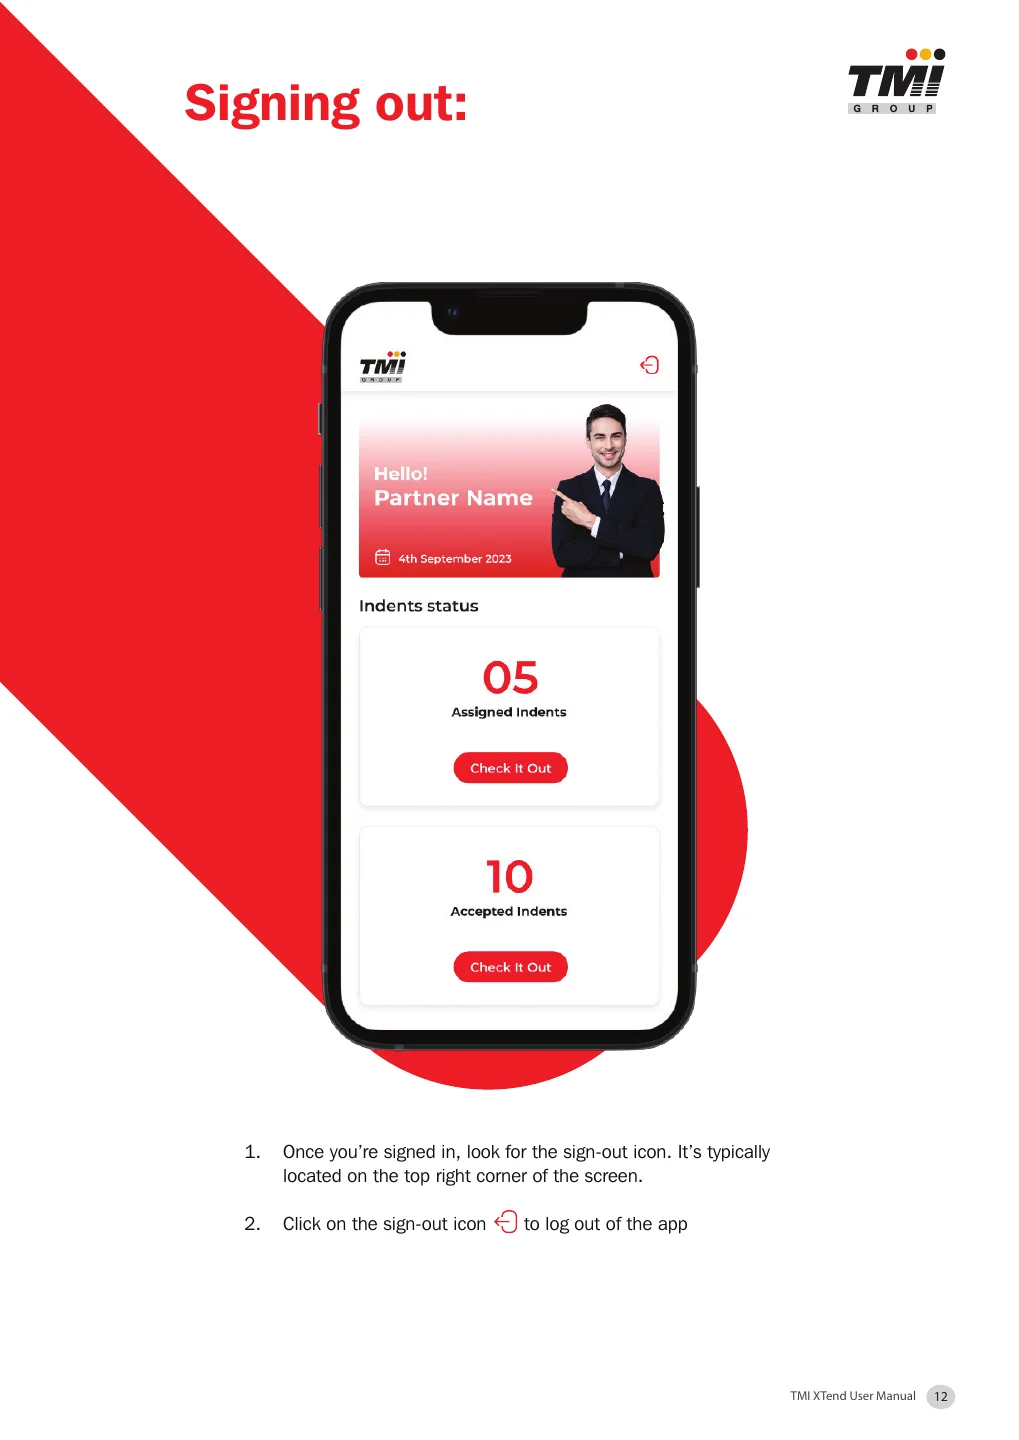 Signing out:
TMI
GROUP
TMI
GROUP
Hello!
Partner Name
4th September 2023
Indents status
05
Assigned Indents
Check It Out
10
Accepted Indents
Check It Out
1. Once you’re signed in, look for the sign-out icon. It’s typically
located on the top right corner of the screen.
2. Click on the sign-out icon to log out of the app
TMI XTend User Manual 12